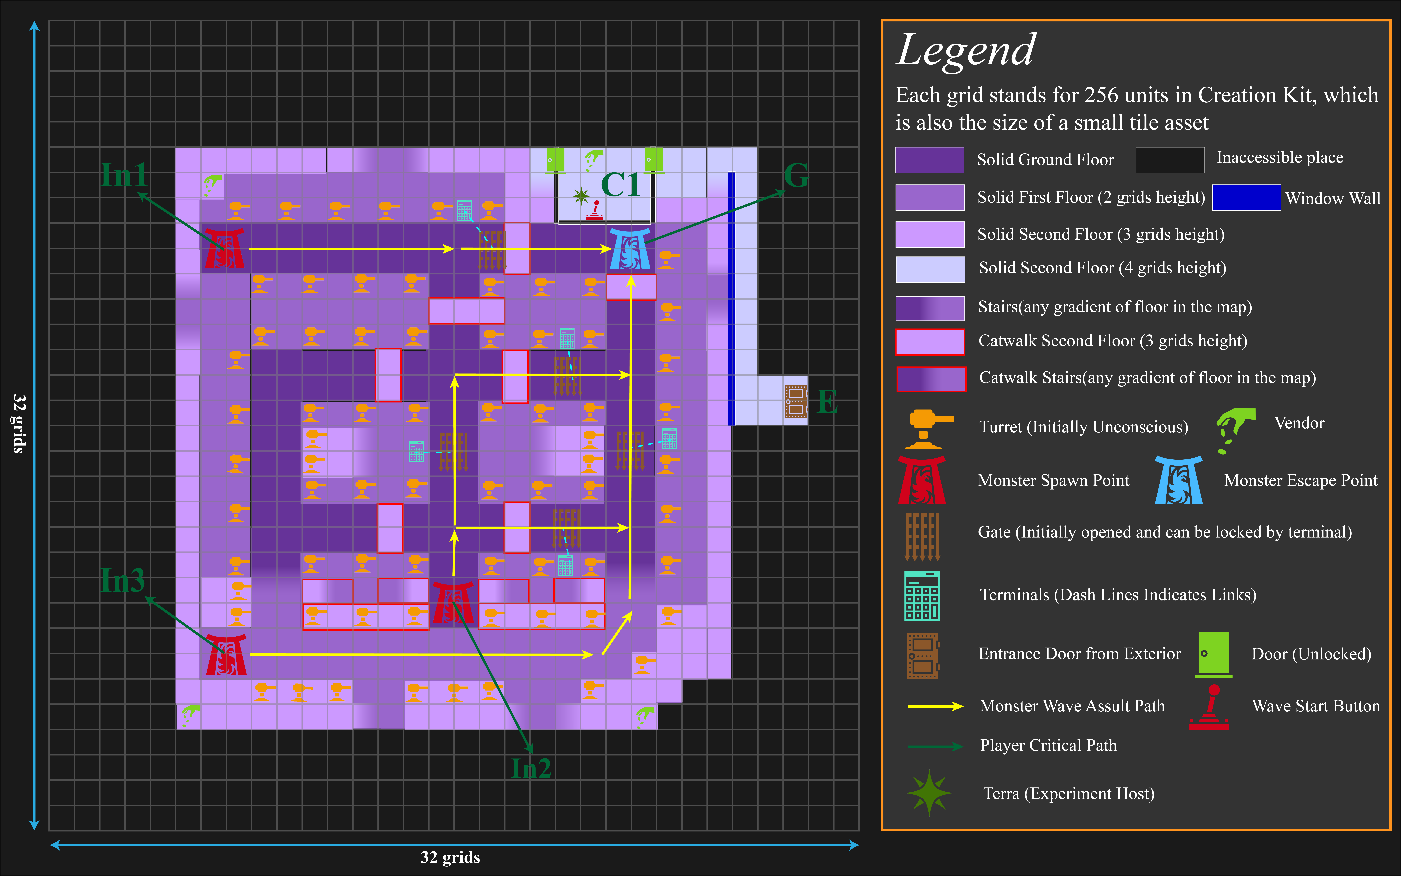 In1
C1
G
E
In3
In2
32 grids
32 grids
Legend
Each grid stands for 256 units in Creation Kit, which
is also the size of a small tile asset
Solid Ground Floor
Inaccessible place
Solid First Floor (2 grids height)
Window Wall
Solid Second Floor (3 grids height)
Solid Second Floor (4 grids height)
Stairs(any gradient of floor in the map)
Catwalk Second Floor (3 grids height)
Catwalk Stairs(any gradient of floor in the map)
Turret (Initially Unconscious)
Vendor
Monster Spawn Point
Monster Escape Point
Gate (Initially opened and can be locked by terminal)
Terminals (Dash Lines Indicates Links)
Entrance Door from Exterior
Door (Unlocked)
Monster Wave Assult Path
Wave Start Button
Player Critical Path
Terra (Experiment Host)